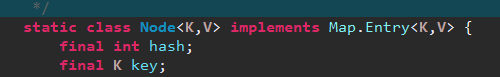 */
static class Node<K,V> implements Map.Entry<K,V> {
final int hash;
final K key;